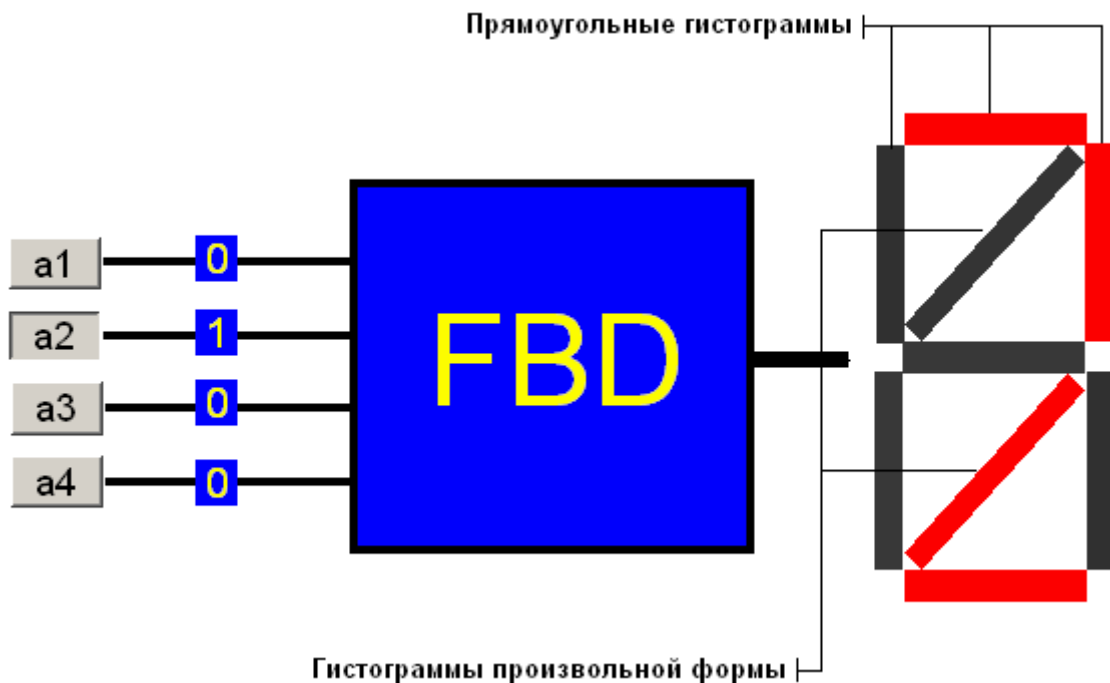 Прямоугольные гистограммы
a1
0
a2
1
a3
0
a4
0
FBD
Гистограммы произвольной формы